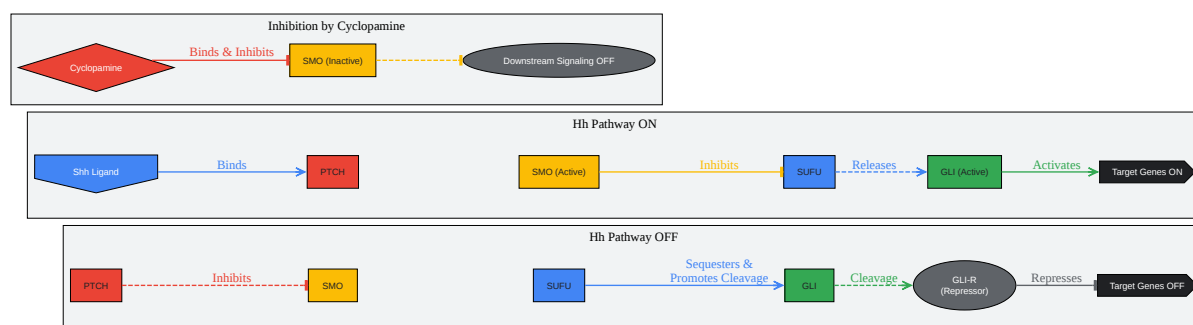 Inhibition by Cyclopamine
Cyclopamine
Binds & Inhibits
SMO (Inactive)
Downstream Signaling OFF
Hh Pathway ON
Shh Ligand
Binds
PTCH
SMO (Active)
Inhibits
SUFU
Releases
GLI (Active)
Activates
Target Genes ON
Hh Pathway OFF
PTCH
Inhibits
SMO
SUFU
Sequesters &
Promotes Cleavage
GLI
Cleavage
GLI-R
(Repressor)
Represses
Target Genes OFF